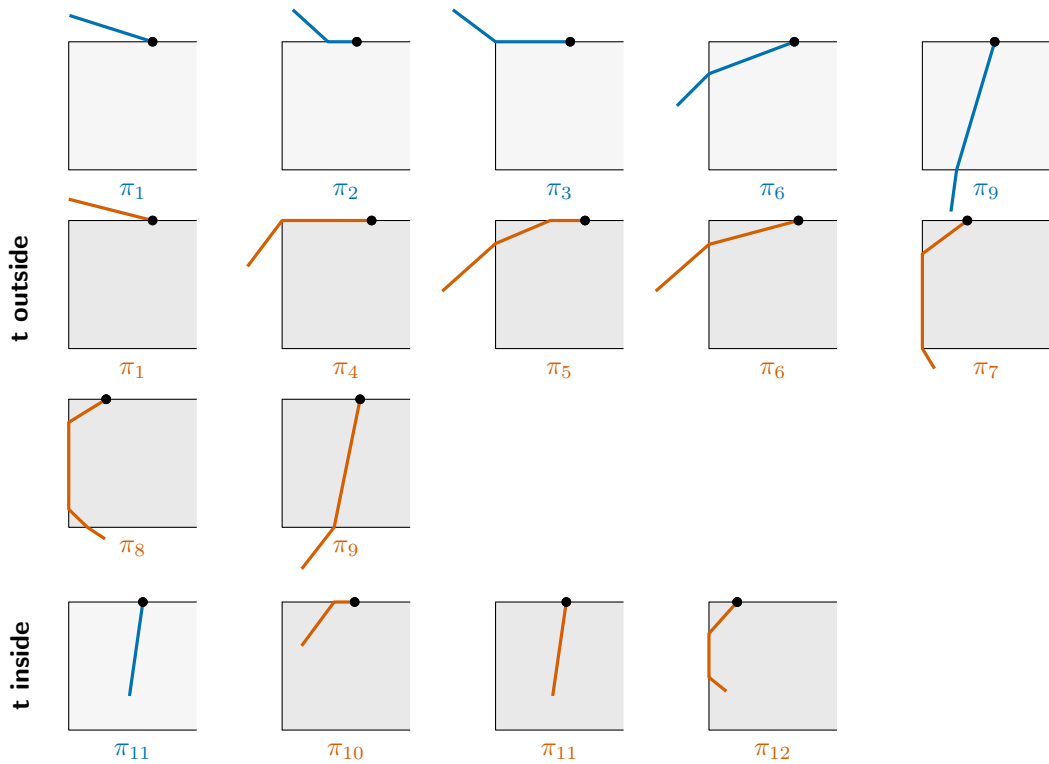 π₁ π₂ π₃ π₆ π₉
t outside
π₁ π₄ π₅ π₆ π₇
π₈ π₉
t inside
π₁₁ π₁₀ π₁₁ π₁₂